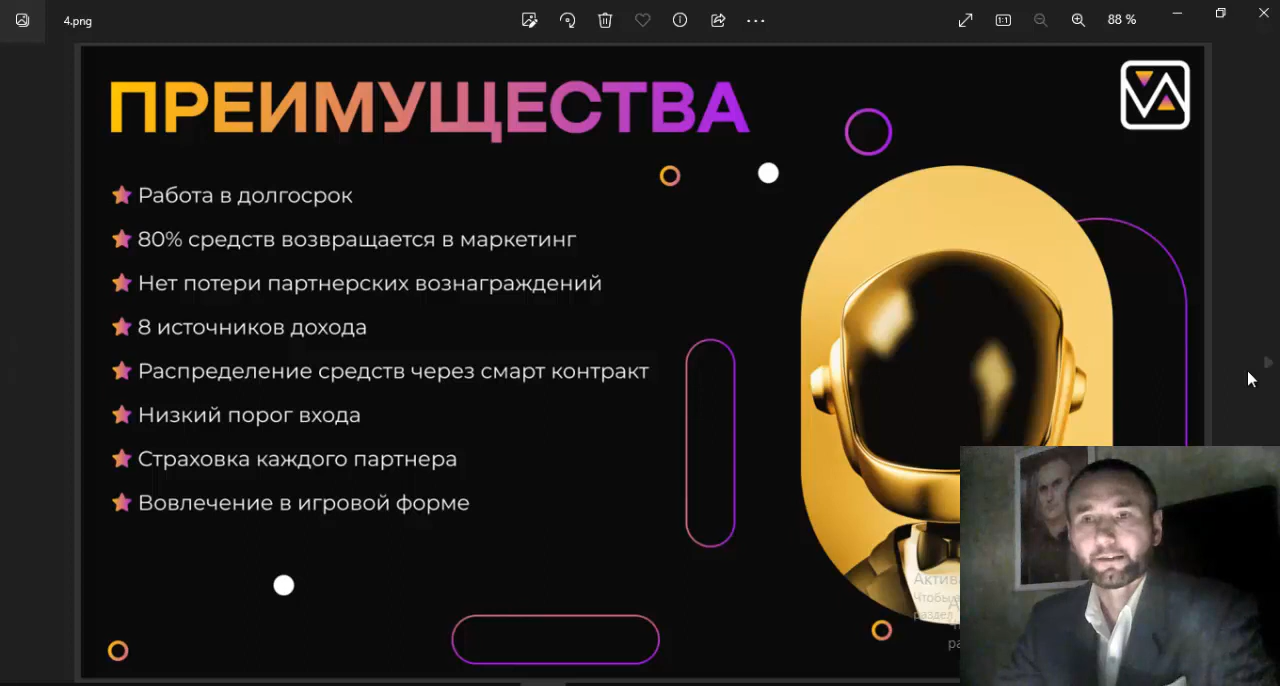 4.png
88 %
ПРЕИМУЩЕСТВА
Работа в долгосрок
80% средств возвращается в маркетинг
Нет потери партнерских вознаграждений
8 источников дохода
Распределение средств через смарт контракт
Низкий порог входа
Страховка каждого партнера
Вовлечение в игровой форме
Чтобы